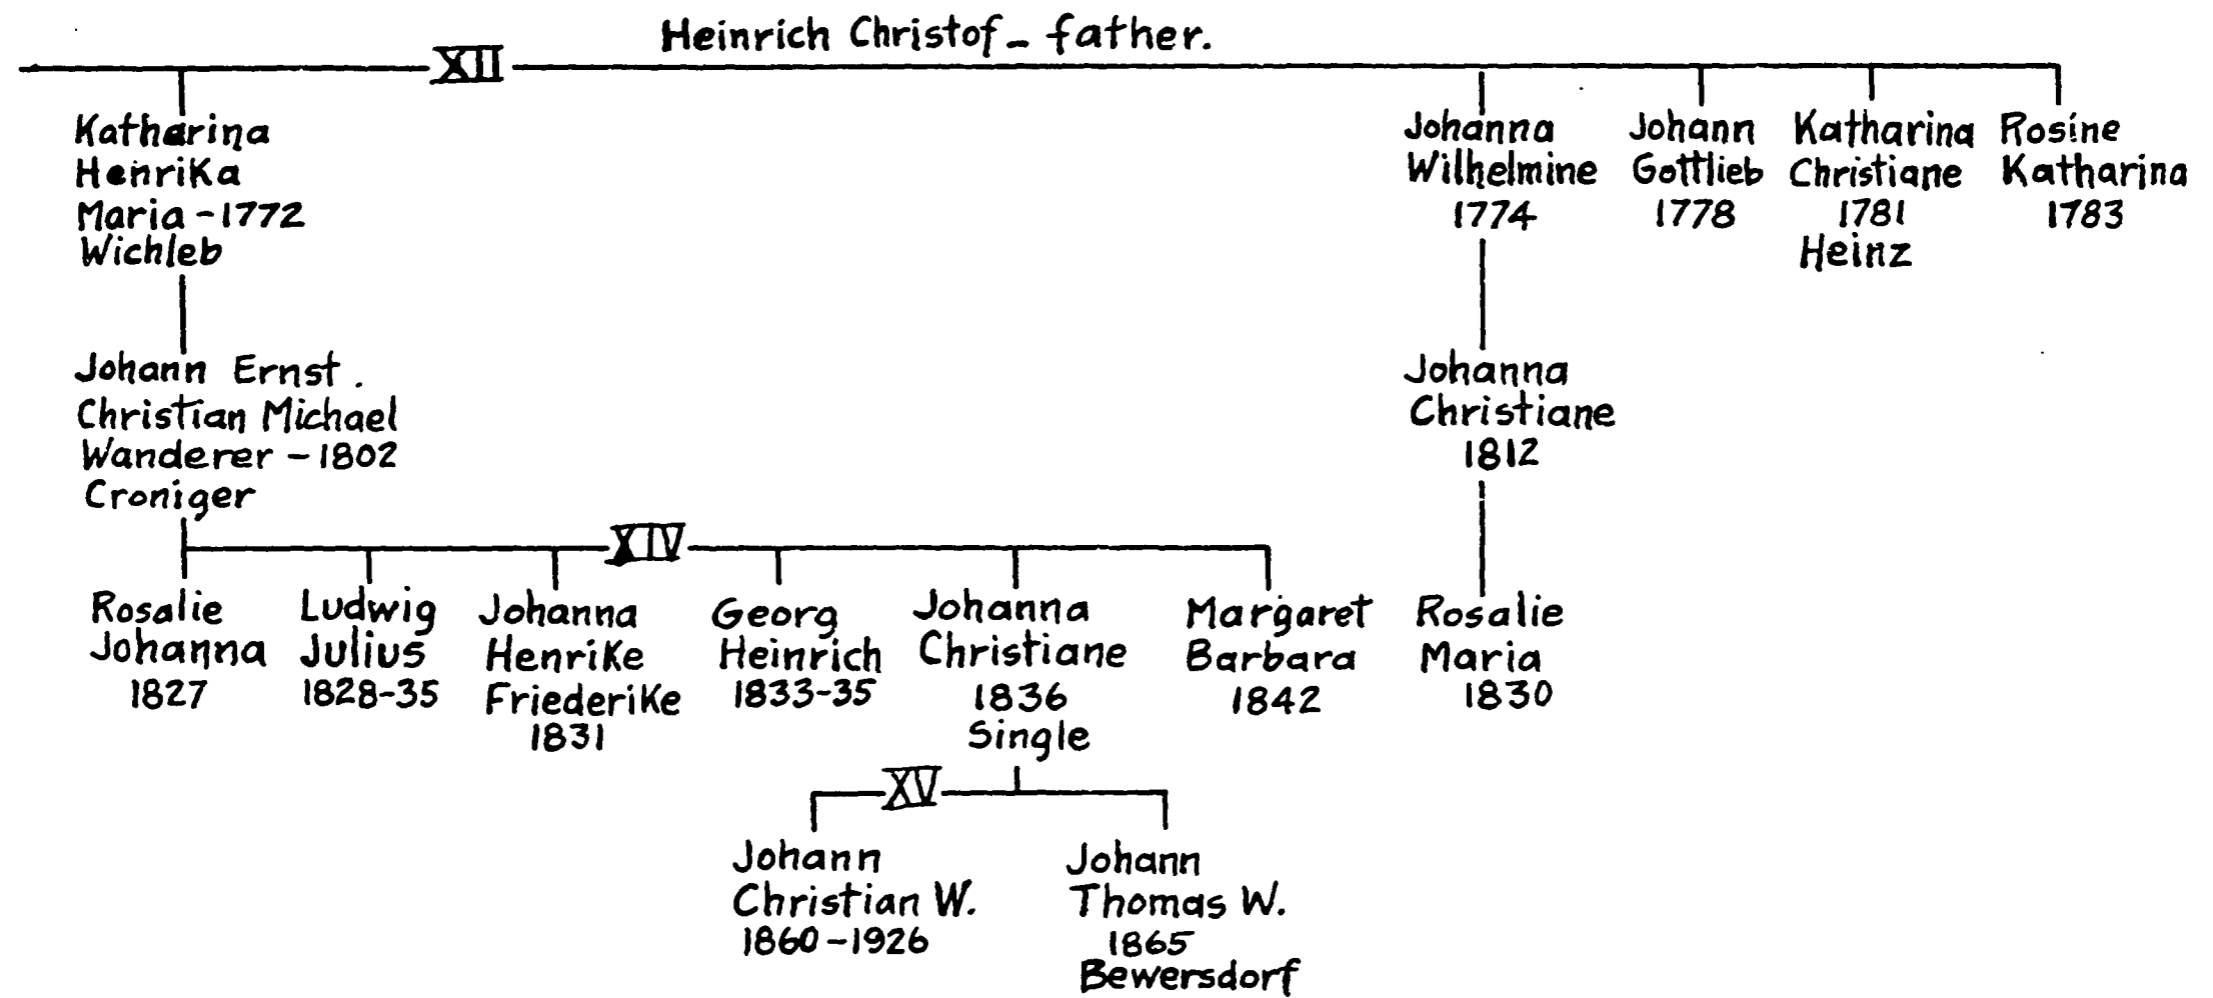 Heinrich Christof - father.
XII
Katharina
Henrika
Maria - 1772
Wichleb
Johanna
Wilhelmine
1774
Johann
Gottlieb
1778
Katharina
Christiane
1781
Heinz
Rosine
Katharina
1783
Johann Ernst.
Christian Michael
Wanderer - 1802
Croniger
Johanna
Christiane
1812
XIV
Rosalie
Johanna
1827
Ludwig
Julius
1828-35
Johanna
Henrike
Friederike
1831
Georg
Heinrich
1833-35
Johanna
Christiane
1836
Single
Margaret
Barbara
1842
Rosalie
Maria
1830
XV
Johann
Christian W.
1860-1926
Johann
Thomas W.
1865
Bewersdorf